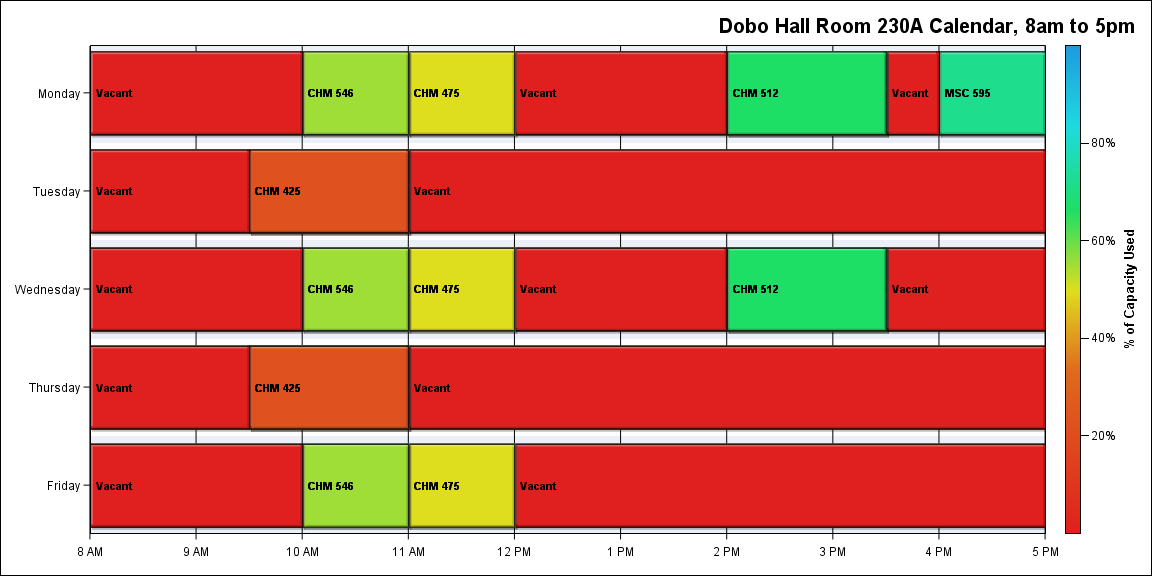 Dobo Hall Room 230A Calendar, 8am to 5pm
Monday
Vacant
CHM 546
CHM 475
Vacant
CHM 512
Vacant
MSC 595
Tuesday
Vacant
CHM 425
Vacant
Wednesday
Vacant
CHM 546
CHM 475
Vacant
CHM 512
Vacant
Thursday
Vacant
CHM 425
Vacant
Friday
Vacant
CHM 546
CHM 475
Vacant
8 AM
9 AM
10 AM
11 AM
12 PM
1 PM
2 PM
3 PM
4 PM
5 PM
80%
60%
40%
20%
% of Capacity Used